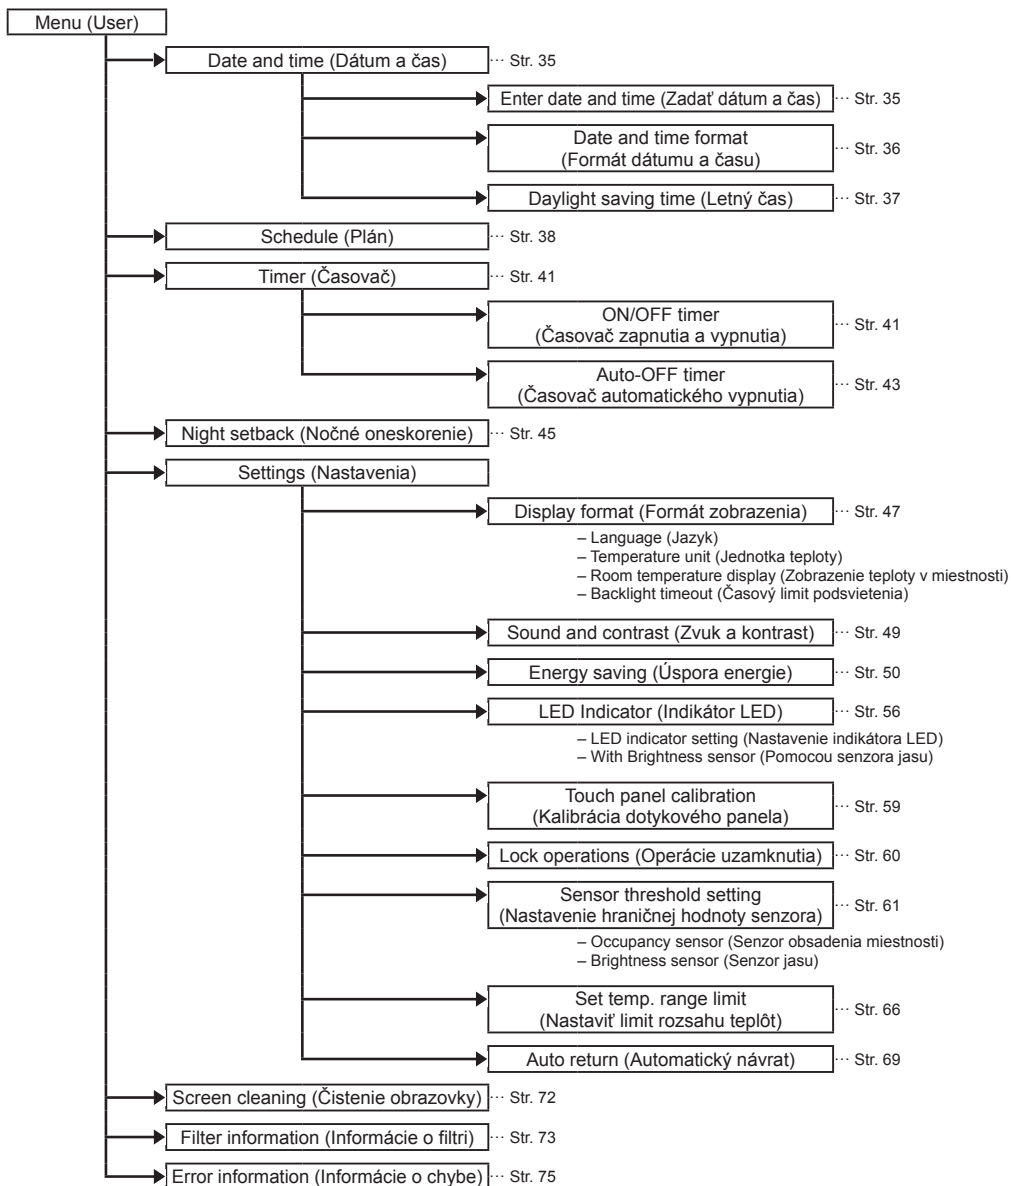 Menu (User)
Date and time (Dátum a čas) ··· Str. 35
Enter date and time (Zadať dátum a čas) ··· Str. 35
Date and time format
(Formát dátumu a času) ··· Str. 36
Daylight saving time (Letný čas) ··· Str. 37
Schedule (Plán) ··· Str. 38
Timer (Časovač) ··· Str. 41
ON/OFF timer
(Časovač zapnutia a vypnutia) ··· Str. 41
Auto-OFF timer
(Časovač automatického vypnutia) ··· Str. 43
Night setback (Nočné oneskorenie) ··· Str. 45
Settings (Nastavenia)
Display format (Formát zobrazenia) ··· Str. 47
– Language (Jazyk)
– Temperature unit (Jednotka teploty)
– Room temperature display (Zobrazenie teploty v miestnosti)
– Backlight timeout (Časový limit podsvietenia)
Sound and contrast (Zvuk a kontrast) ··· Str. 49
Energy saving (Úspora energie) ··· Str. 50
LED Indicator (Indikátor LED) ··· Str. 56
– LED indicator setting (Nastavenie indikátora LED)
– With Brightness sensor (Pomocou senzora jasu)
Touch panel calibration
(Kalibrácia dotykového panela) ··· Str. 59
Lock operations (Operácie uzamknutia) ··· Str. 60
Sensor threshold setting
(Nastavenie hraničnej hodnoty senzora) ··· Str. 61
– Occupancy sensor (Senzor obsadenia miestnosti)
– Brightness sensor (Senzor jasu)
Set temp. range limit
(Nastaviť limit rozsahu teplôt) ··· Str. 66
Auto return (Automatický návrat) ··· Str. 69
Screen cleaning (Čistenie obrazovky) ··· Str. 72
Filter information (Informácie o filtri) ··· Str. 73
Error information (Informácie o chybe) ··· Str. 75